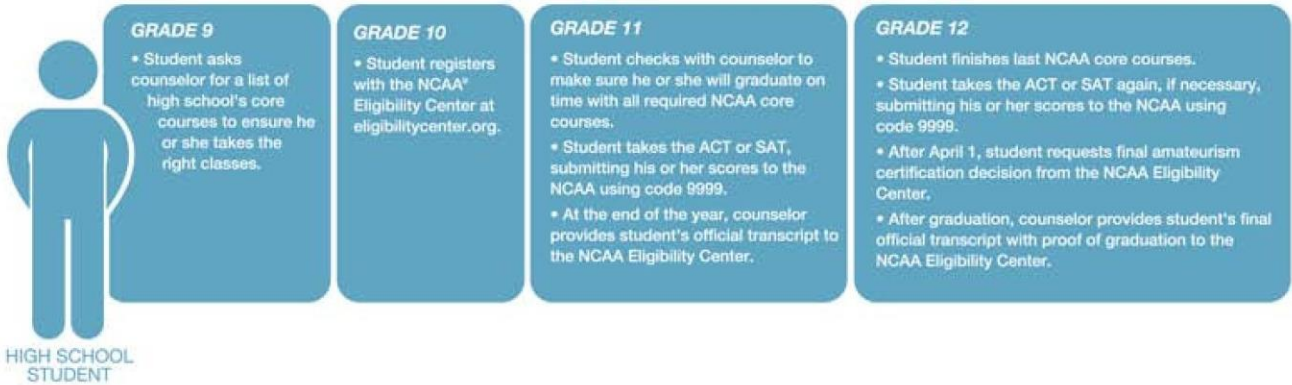 GRADE 9
• Student asks
counselor for a list of
high school's core
courses to ensure he
or she takes the
right classes.
GRADE 10
• Student registers
with the NCAA®
Eligibility Center at
eligibilitycenter.org.
GRADE 11
• Student checks with counselor to
make sure he or she will graduate on
time with all required NCAA core
courses.
• Student takes the ACT or SAT,
submitting his or her scores to the
NCAA using code 9999.
• At the end of the year, counselor
provides student's official transcript to
the NCAA Eligibility Center.
GRADE 12
• Student finishes last NCAA core courses.
• Student takes the ACT or SAT again, if necessary,
submitting his or her scores to the NCAA using
code 9999.
• After April 1, student requests final amateurism
certification decision from the NCAA Eligibility
Center.
• After graduation, counselor provides student's final
official transcript with proof of graduation to the
NCAA Eligibility Center.
HIGH SCHOOL
STUDENT